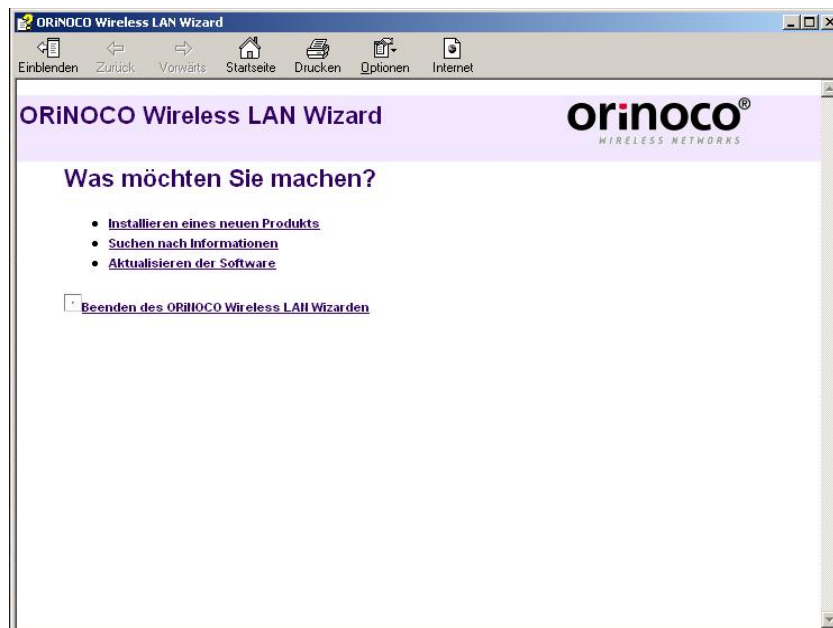 ORiNOCO Wireless LAN Wizard
Einblenden Zurück Vorwärts Startseite Drucken Optionen Internet
ORiNOCO Wireless LAN Wizard
orinoco®
WIRELESS NETWORKS
Was möchten Sie machen?
Installieren eines neuen Produkts
Suchen nach Informationen
Aktualisieren der Software
Beenden des ORiNOCO Wireless LAN Wizarden